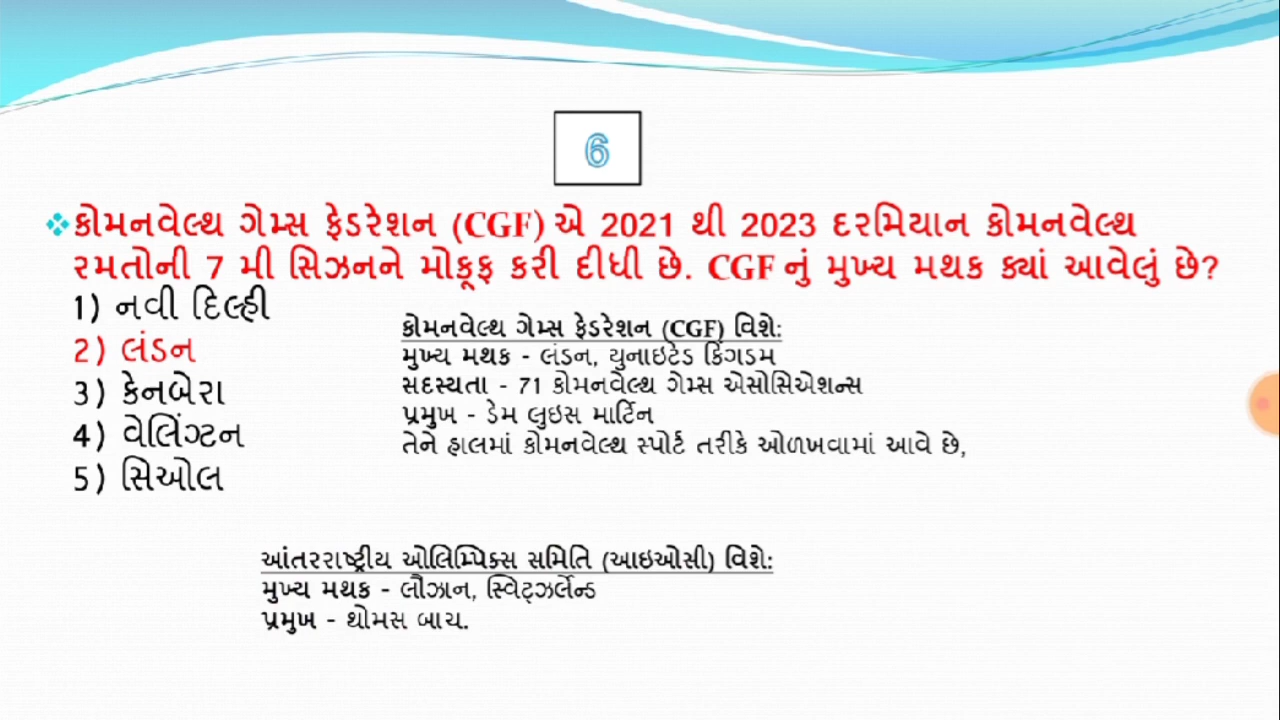 6
❖કોમનવેલ્થ ગેમ્સ ફેડરેશન (CGF) એ 2021 થી 2023 દરમિયાન કોમનવેલ્થ
રમતોની 7 મી સિઝનને મોકૂફ કરી દીધી છે. CGF નું મુખ્ય મથક ક્યાં આવેલું છે?
1) નવી દિલ્હી
2) લંડન
3) કેનબેરા
4) વેલિંગ્ટન
5) સિઓલ
કોમનવેલ્થ ગેમ્સ ફેડરેશન (CGF) વિશે:
મુખ્ય મથક - લંડન, યુનાઇટેડ કિંગડમ
સદસ્યતા - 71 કોમનવેલ્થ ગેમ્સ એસોસિએશન્સ
પ્રમુખ - ડેમ લુઇસ માર્ટિન
તેને હાલમાં કોમનવેલ્થ સ્પોર્ટ તરીકે ઓળખવામાં આવે છે,
આંતરરાષ્ટ્રીય ઓલિમ્પિક્સ સમિતિ (આઇઓસી) વિશે:
મુખ્ય મથક - લૌઝાન, સ્વિટ્ઝર્લેન્ડ
પ્રમુખ - થોમસ બાચ.